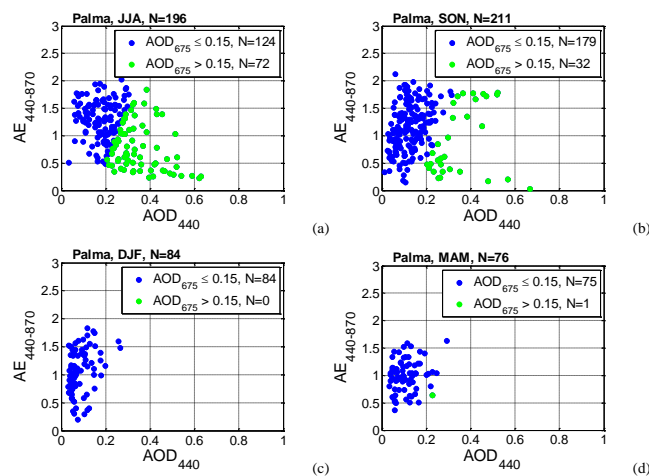 Palma, JJA, N=196
AOD675 ≤ 0.15, N=124
AOD675 > 0.15, N=72
3
2.5
2
1.5
1
0.5
0
AE440-870
0 0.2 0.4 0.6 0.8 1
AOD440
(a)
Palma, SON, N=211
AOD675 ≤ 0.15, N=179
AOD675 > 0.15, N=32
3
2.5
2
1.5
1
0.5
0
AE440-870
0 0.2 0.4 0.6 0.8 1
AOD440
(b)
Palma, DJF, N=84
AOD675 ≤ 0.15, N=84
AOD675 > 0.15, N=0
3
2.5
2
1.5
1
0.5
0
AE440-870
0 0.2 0.4 0.6 0.8 1
AOD440
(c)
Palma, MAM, N=76
AOD675 ≤ 0.15, N=75
AOD675 > 0.15, N=1
3
2.5
2
1.5
1
0.5
0
AE440-870
0 0.2 0.4 0.6 0.8 1
AOD440
(d)